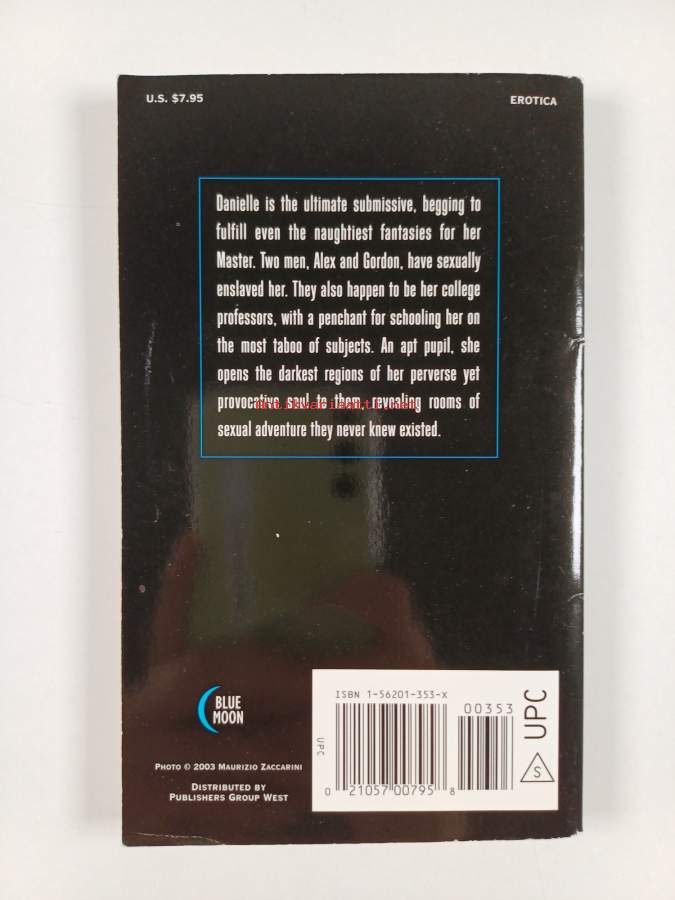 U.S. $7.95
EROTICA
Danielle is the ultimate submissive, begging to
fulfill even the naughtiest fantasies for her
Master. Two men, Alex and Gordon, have sexually
enslaved her. They also happen to be her college
professors, with a penchant for schooling her on
the most taboo of subjects. An apt pupil, she
opens the darkest regions of her perverse yet
provocative soul to them, revealing rooms of
antikvariaatti.net
sexual adventure they never knew existed.
BLUE
MOON
PHOTO © 2003 MAURIZIO ZACCARINI
DISTRIBUTED BY
PUBLISHERS GROUP WEST
ISBN 1-56201-353-X
00353
UPC
UPC
S
0 21057 00795 8